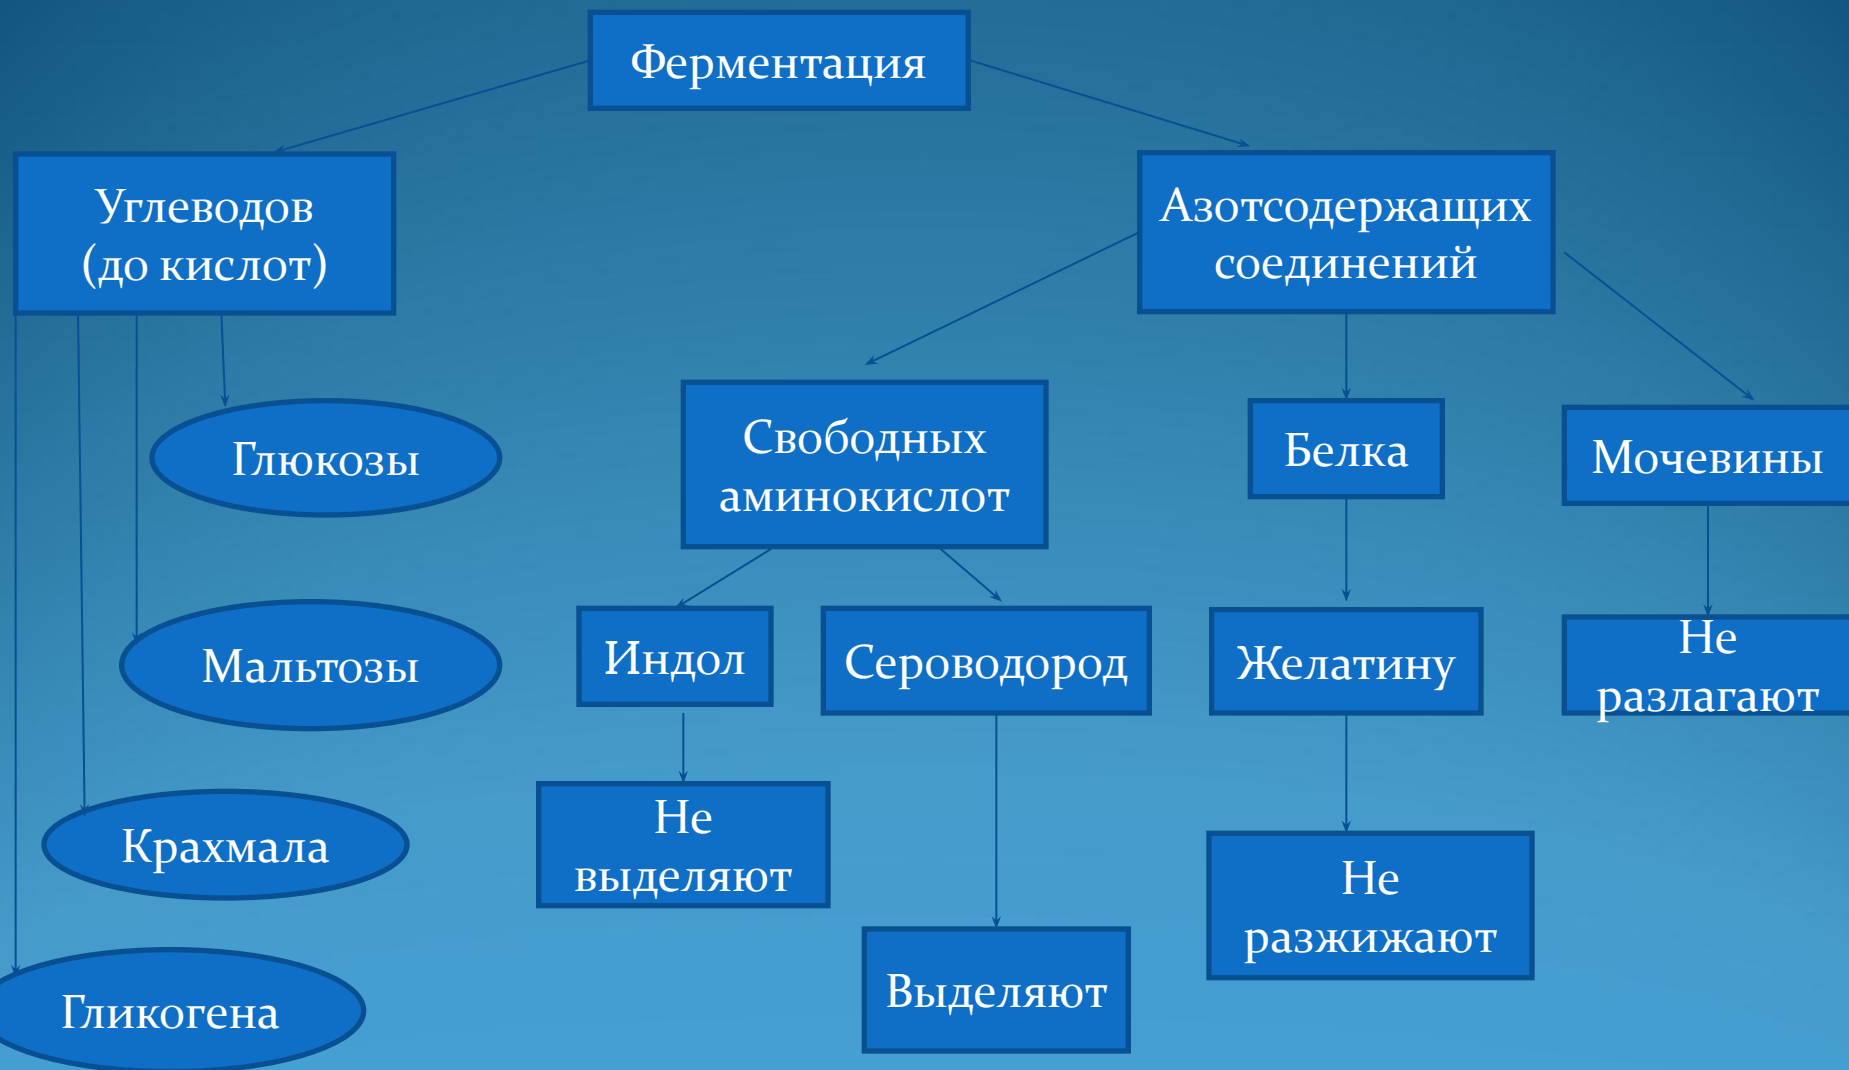 Ферментация
Углеводов
(до кислот)
Азотсодержащих
соединений
Глюкозы
Свободных
аминокислот
Белка
Мочевины
Мальтозы
Индол
Сероводород
Желатину
Не
разлагают
Крахмала
Не
выделяют
Не
разжижают
Выделяют
Гликогена